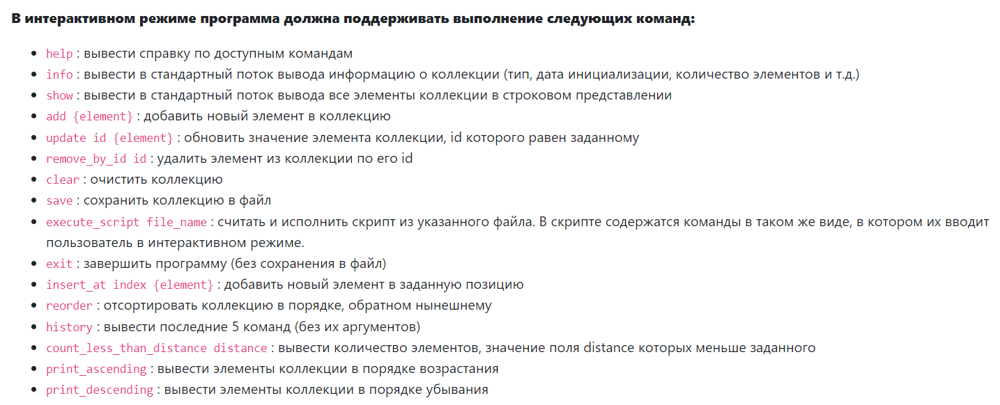 В интерактивном режиме программа должна поддерживать выполнение следующих команд:
help : вывести справку по доступным командам
info : вывести в стандартный поток вывода информацию о коллекции (тип, дата инициализации, количество элементов и т.д.)
show : вывести в стандартный поток вывода все элементы коллекции в строковом представлении
add {element} : добавить новый элемент в коллекцию
update id {element} : обновить значение элемента коллекции, id которого равен заданному
remove_by_id id : удалить элемент из коллекции по его id
clear : очистить коллекцию
save : сохранить коллекцию в файл
execute_script file_name : считать и исполнить скрипт из указанного файла. В скрипте содержатся команды в таком же виде, в котором их вводит
пользователь в интерактивном режиме.
exit : завершить программу (без сохранения в файл)
insert_at index {element} : добавить новый элемент в заданную позицию
reorder : отсортировать коллекцию в порядке, обратном нынешнему
history : вывести последние 5 команд (без их аргументов)
count_less_than_distance distance : вывести количество элементов, значение поля distance которых меньше заданного
print_ascending : вывести элементы коллекции в порядке возрастания
print_descending : вывести элементы коллекции в порядке убывания